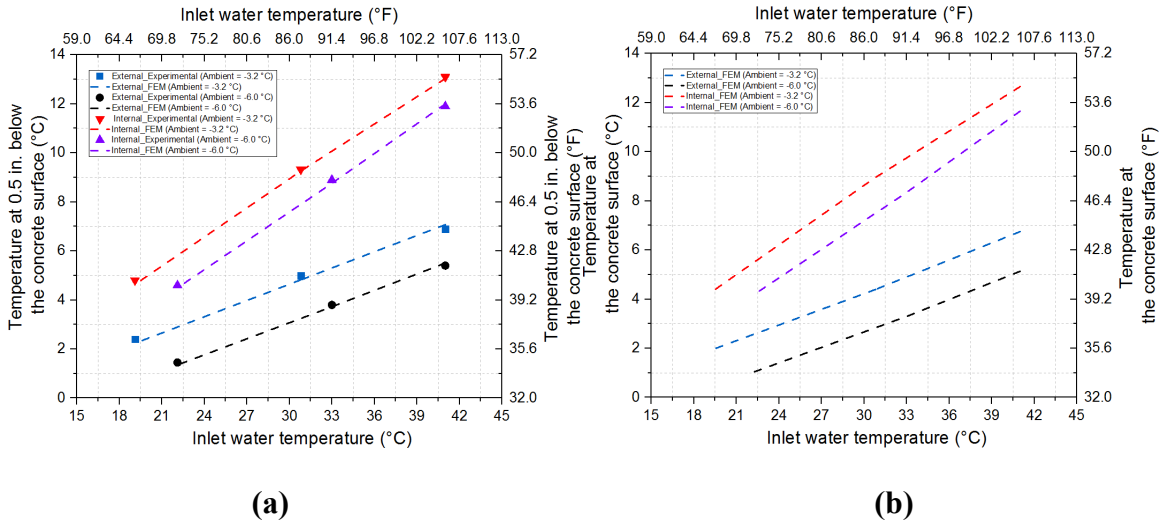 Inlet water temperature (°F)
59.0 64.4 69.8 75.2 80.6 86.0 91.4 96.8 102.2 107.6 113.0
14
12
10
8
6
4
2
0
Temperature at 0.5 in. below
the concrete surface (°C)
External_Experimental (Ambient = -3.2 °C)
External_FEM (Ambient = -3.2 °C)
External_Experimental (Ambient = -6.0 °C)
External_FEM (Ambient = -6.0 °C)
Internal_Experimental (Ambient = -3.2 °C)
Internal_FEM (Ambient = -3.2 °C)
Internal_Experimental (Ambient = -6.0 °C)
Internal_FEM (Ambient = -6.0 °C)
57.2
53.6
50.0
46.4
42.8
39.2
35.6
32.0
Temperature at 0.5 in. below
the concrete surface (°F)
15 18 21 24 27 30 33 36 39 42 45
Inlet water temperature (°C)
(a)
Inlet water temperature (°F)
59.0 64.4 69.8 75.2 80.6 86.0 91.4 96.8 102.2 107.6 113.0
14
12
10
8
6
4
2
0
Temperature at
the concrete surface (°C)
External_FEM (Ambient = -3.2 °C)
External_FEM (Ambient = -6.0 °C)
Internal_FEM (Ambient = -3.2 °C)
Internal_FEM (Ambient = -6.0 °C)
57.2
53.6
50.0
46.4
42.8
39.2
35.6
32.0
Temperature at
the concrete surface (°F)
15 18 21 24 27 30 33 36 39 42 45
Inlet water temperature (°C)
(b)